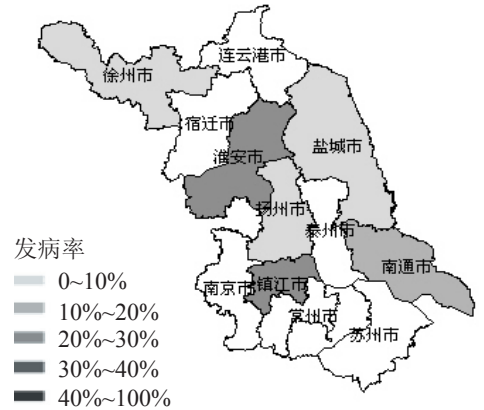 连云港市
徐州市
宿迁市
淮安市
盐城市
扬州市
泰州市
南通市
南京市
镇江市
常州市
苏州市
发病率
0~10%
10%~20%
20%~30%
30%~40%
40%~100%